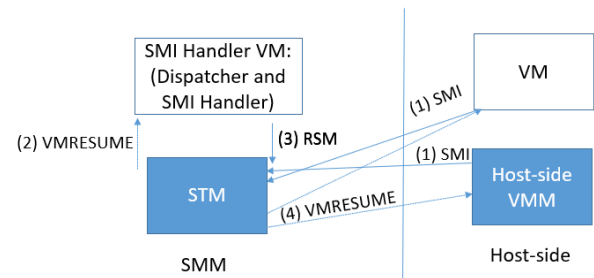 SMI Handler VM:
(Dispatcher and
SMI Handler)
VM
(1) SMI
(2) VMRESUME
(3) RSM
(1) SMI
STM
Host-side
VMM
(4) VMRESUME
SMM
Host-side